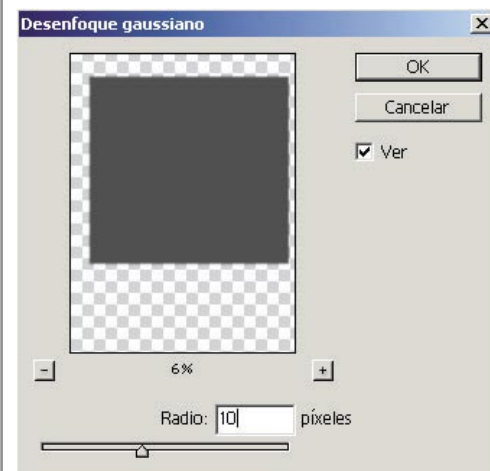 Desenfoque gaussiano
OK
Cancelar
Ver
- 6% +
Radio: 10 píxeles